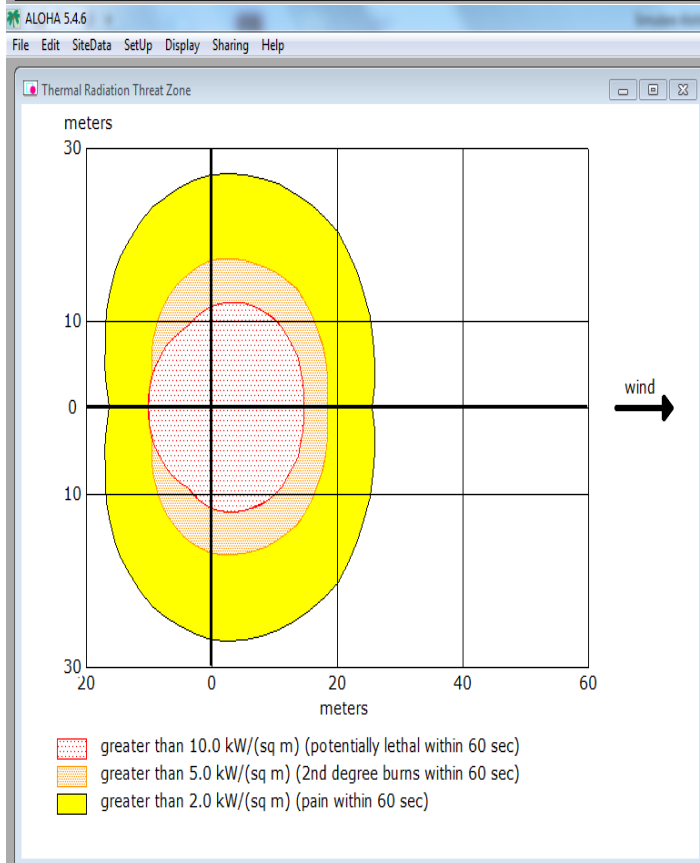 ALOHA 5.4.6
File Edit SiteData SetUp Display Sharing Help
Thermal Radiation Threat Zone
meters
30
10
0
10
30
wind
20 0 20 40 60
meters
greater than 10.0 kW/(sq m) (potentially lethal within 60 sec)
greater than 5.0 kW/(sq m) (2nd degree burns within 60 sec)
greater than 2.0 kW/(sq m) (pain within 60 sec)